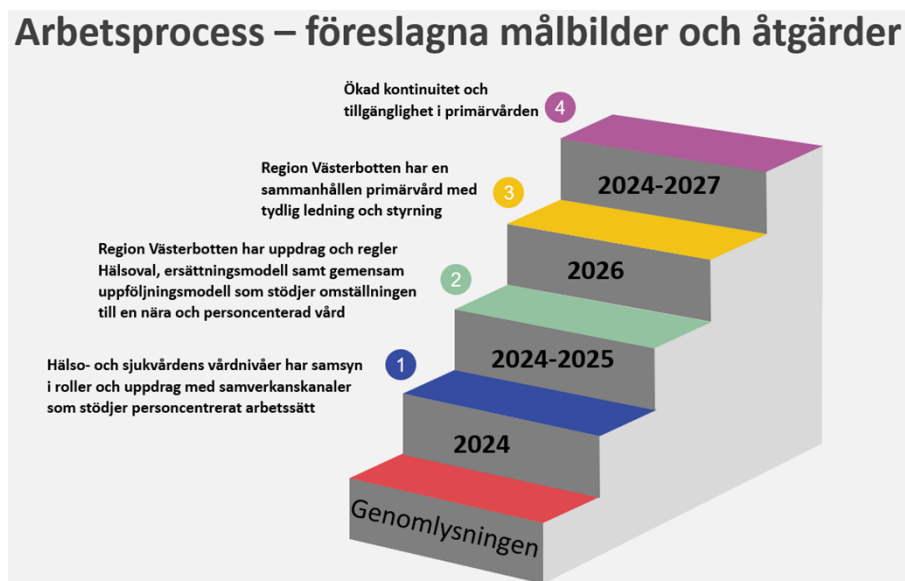 Arbetsprocess – föreslagna målbilder och åtgärder
Ökad kontinuitet och
tillgänglighet i primärvården
4
2024-2027
Region Västerbotten har en
sammanhållen primärvård med
tydlig ledning och styrning
3
2026
Region Västerbotten har uppdrag och regler
Hälsoval, ersättningsmodell samt gemensam
uppföljningsmodell som stödjer omställningen
till en nära och personcenterad vård
2
2024-2025
Hälso- och sjukvårdens vårdnivåer har samsyn
i roller och uppdrag med samverkanskanaler
som stödjer personcentrerat arbetssätt
1
2024
Genomlysningen